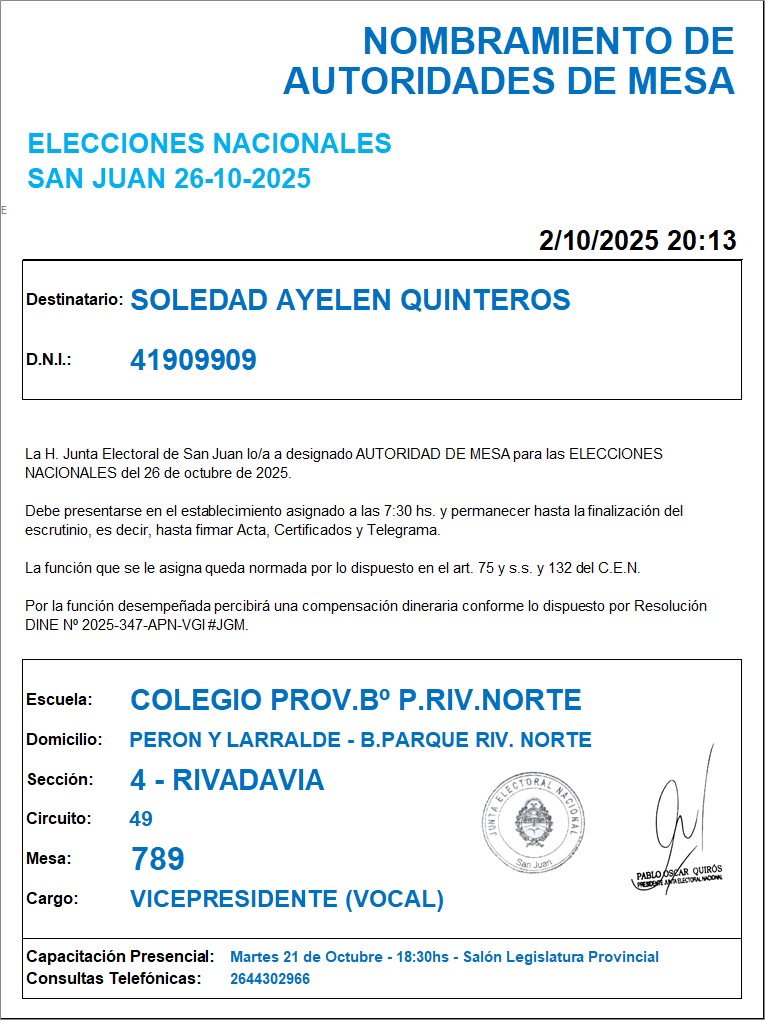 NOMBRAMIENTO DE
AUTORIDADES DE MESA
ELECCIONES NACIONALES
SAN JUAN 26-10-2025
E
2/10/2025 20:13
Destinatario: SOLEDAD AYELEN QUINTEROS
D.N.I.: 41909909
La H. Junta Electoral de San Juan lo/a a designado AUTORIDAD DE MESA para las ELECCIONES
NACIONALES del 26 de octubre de 2025.
Debe presentarse en el establecimiento asignado a las 7:30 hs. y permanecer hasta la finalización del
escrutinio, es decir, hasta firmar Acta, Certificados y Telegrama.
La función que se le asigna queda normada por lo dispuesto en el art. 75 y s.s. y 132 del C.E.N.
Por la función desempeñada percibirá una compensación dineraria conforme lo dispuesto por Resolución
DINE Nº 2025-347-APN-VGI#JGM.
Escuela: COLEGIO PROV.Bº P.RIV.NORTE
Domicilio: PERON Y LARRALDE - B.PARQUE RIV. NORTE
Sección: 4 - RIVADAVIA
Circuito: 49
Mesa: 789
Cargo: VICEPRESIDENTE (VOCAL)
JUNTA ELECTORAL NACIONAL
San Juan
PABLO OSCAR QUIRÓS
PRESIDENTE JUNTA ELECTORAL NACIONAL
Capacitación Presencial: Martes 21 de Octubre - 18:30hs - Salón Legislatura Provincial
Consultas Telefónicas: 2644302966